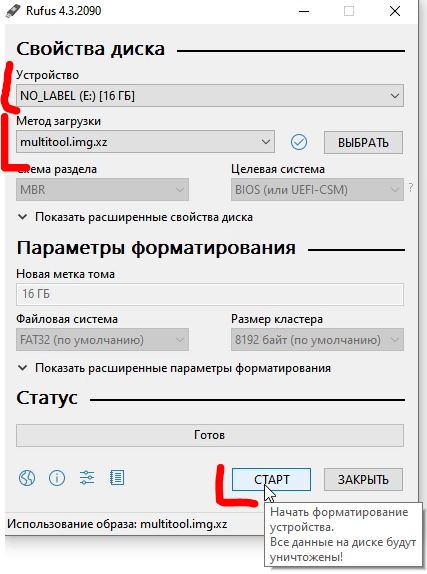 Rufus 4.3.2090
Свойства диска
Устройство
NO_LABEL (E:) [16 ГБ]
Метод загрузки
multitool.img.xz
ВЫБРАТЬ
Схема раздела
Целевая система
MBR
BIOS (или UEFI-CSM)
?
Показать расширенные свойства диска
Параметры форматирования
Новая метка тома
16 ГБ
Файловая система
Размер кластера
FAT32 (по умолчанию)
8192 байт (по умолчанию)
Показать расширенные параметры форматирования
Статус
Готов
СТАРТ
ЗАКРЫТЬ
Использование образа: multitool.img.xz
Начать форматирование
устройства.
Все данные на диске будут
уничтожены!